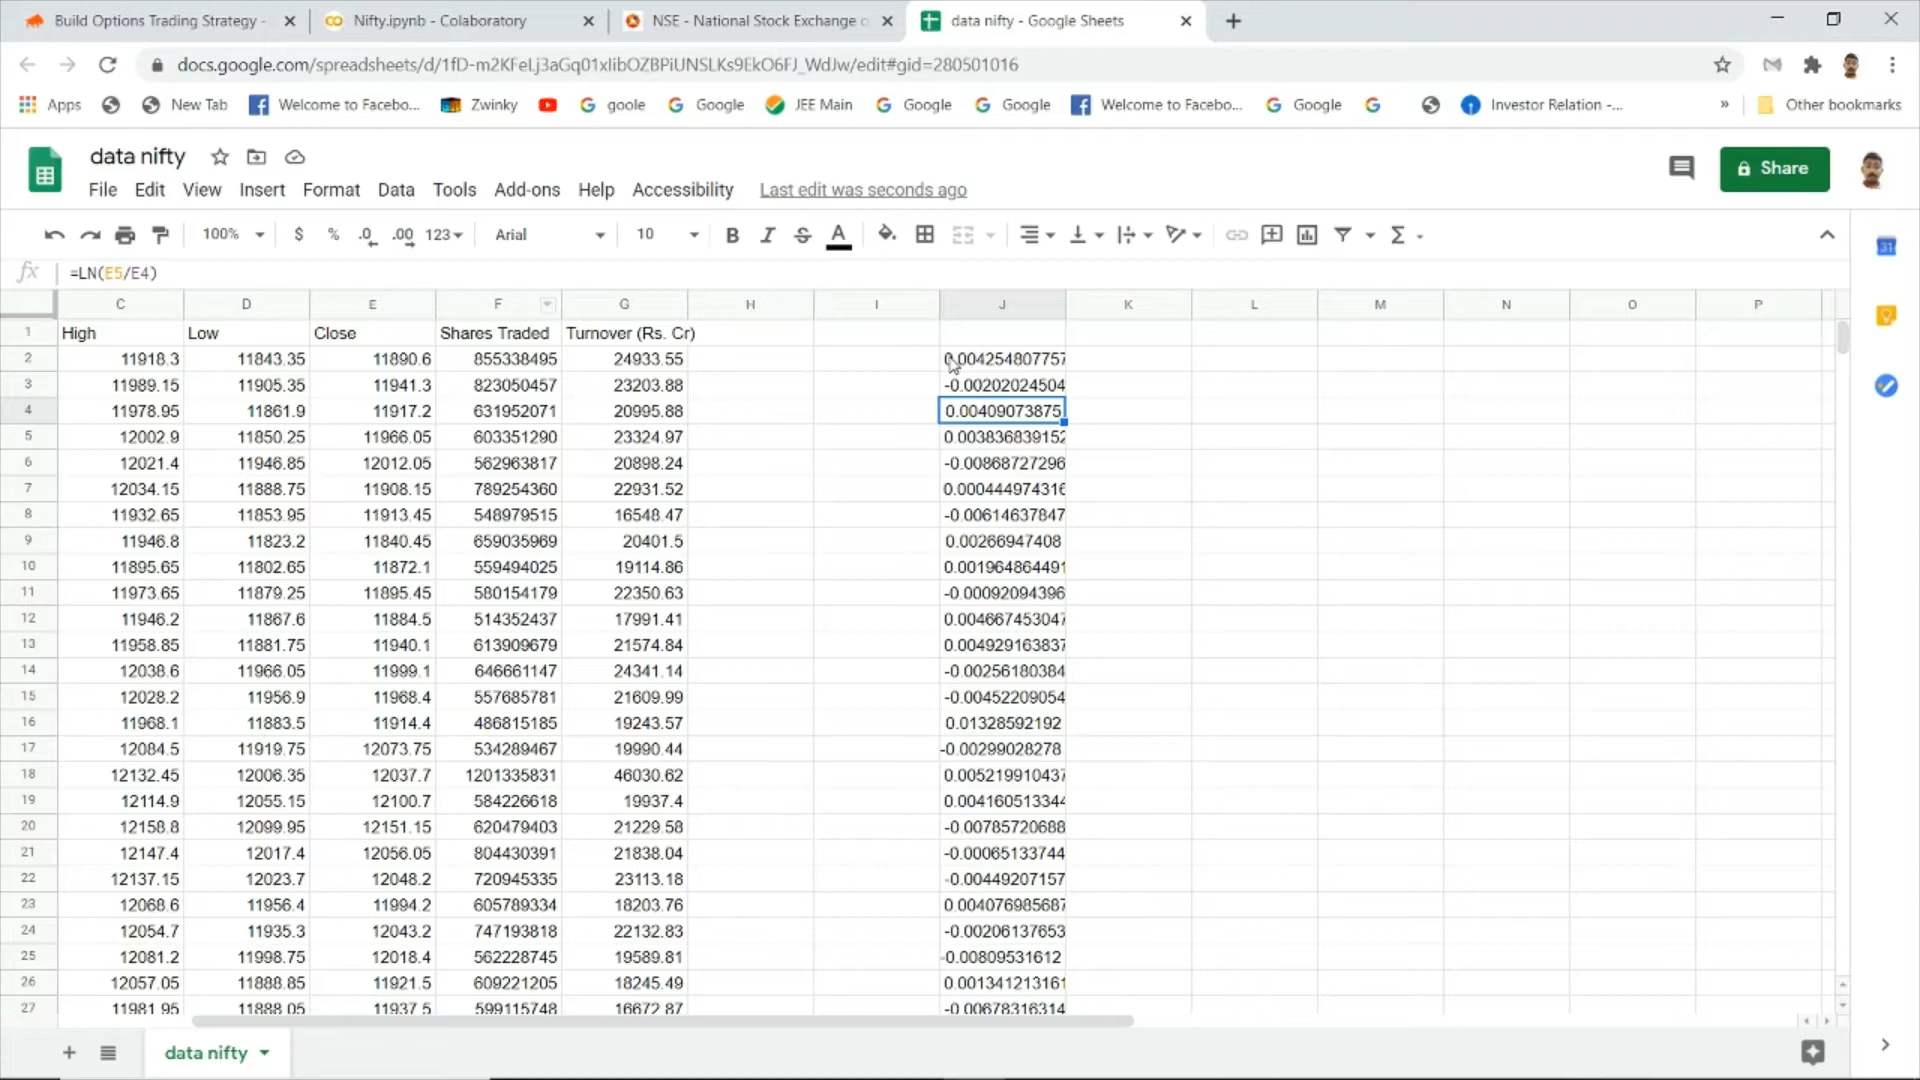 Build Options Trading Strategy -
Nifty.ipynb - Colaboratory
NSE - National Stock Exchange o
data nifty - Google Sheets
docs.google.com/spreadsheets/d/1fD-m2KFeLj3aGq01xIibOZBPiUNSLKs9EkO6FJ_WdJw/edit#gid=280501016
Apps New Tab Welcome to Facebo... Zwinky goole Google JEE Main Google Google Welcome to Facebo... Google Investor Relation -... » Other bookmarks
data nifty
Share
File Edit View Insert Format Data Tools Add-ons Help Accessibility Last edit was seconds ago
100% $ % .0 .00 123 Arial 10 B I S A Σ
31
fx =LN(E5/E4)
C D E F G H I J K L M N O P
1 High Low Close Shares Traded Turnover (Rs. Cr)
2 11918.3 11843.35 11890.6 855338495 24933.55 0.004254807757
3 11989.15 11905.35 11941.3 823050457 23203.88 -0.00202024504
4 11978.95 11861.9 11917.2 631952071 20995.88 0.00409073875
5 12002.9 11850.25 11966.05 603351290 23324.97 0.003836839152
6 12021.4 11946.85 12012.05 562963817 20898.24 -0.00868727296
7 12034.15 11888.75 11908.15 789254360 22931.52 0.000444974316
8 11932.65 11853.95 11913.45 548979515 16548.47 -0.00614637847
9 11946.8 11823.2 11840.45 659035969 20401.5 0.00266947408
10 11895.65 11802.65 11872.1 559494025 19114.86 0.001964864491
11 11973.65 11879.25 11895.45 580154179 22350.63 -0.00092094396
12 11946.2 11867.6 11884.5 514352437 17991.41 0.004667453047
13 11958.85 11881.75 11940.1 613909679 21574.84 0.004929163837
14 12038.6 11966.05 11999.1 646661147 24341.14 -0.00256180384
15 12028.2 11956.9 11968.4 557685781 21609.99 -0.00452209054
16 11968.1 11883.5 11914.4 486815185 19243.57 0.01328592192
17 12084.5 11919.75 12073.75 534289467 19990.44 -0.00299028278
18 12132.45 12006.35 12037.7 1201335831 46030.62 0.005219910437
19 12114.9 12055.15 12100.7 584226618 19937.4 0.004160513344
20 12158.8 12099.95 12151.15 620479403 21229.58 -0.00785720688
21 12147.4 12017.4 12056.05 804430391 21838.04 -0.00065133744
22 12137.15 12023.7 12048.2 720945335 23113.18 -0.00449207157
23 12068.6 11956.4 11994.2 605789334 18203.76 0.004076985687
24 12054.7 11935.3 12043.2 747193818 22132.83 -0.00206137653
25 12081.2 11998.75 12018.4 562228745 19589.81 -0.00809531612
26 12057.05 11888.85 11921.5 609221205 18245.49 0.001341213161
27 11981.95 11888.05 11937.5 599115748 16672.87 -0.00678316314
data nifty